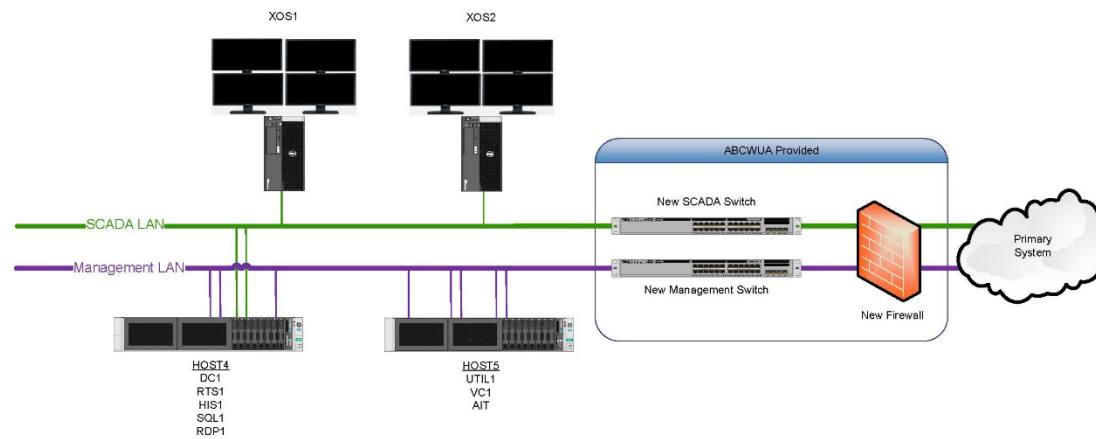 XOS1
XOS2
ABCWUA Provided
New SCADA Switch
SCADA LAN
Primary
System
Management LAN
New Management Switch
New Firewall
HOST4
DC1
RTS1
HIS1
SQL1
RDP1
HOST5
UTIL1
VC1
AIT